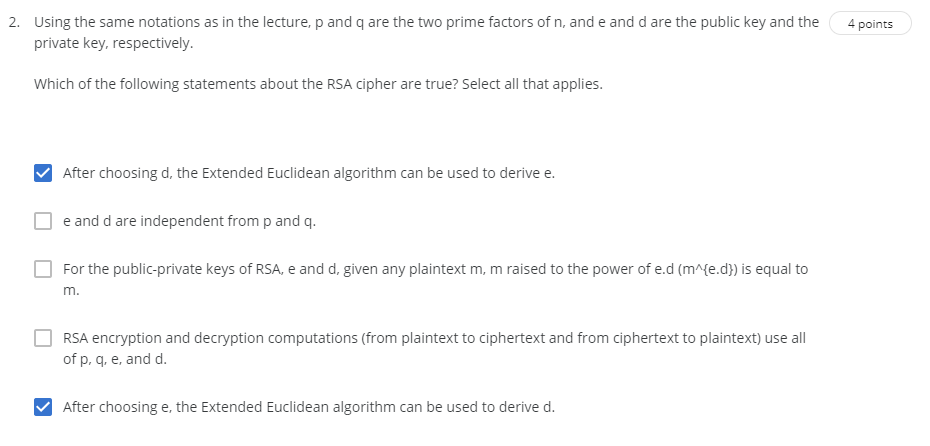 2. Using the same notations as in the lecture, p and q are the two prime factors of n, and e and d are the public key and the
4 points
private key, respectively.
Which of the following statements about the RSA cipher are true? Select all that applies.
After choosing d, the Extended Euclidean algorithm can be used to derive e.
e and d are independent from p and q.
For the public-private keys of RSA, e and d, given any plaintext m, m raised to the power of e.d (m^{e.d}) is equal to
m.
RSA encryption and decryption computations (from plaintext to ciphertext and from ciphertext to plaintext) use all
of p, q, e, and d.
After choosing e, the Extended Euclidean algorithm can be used to derive d.